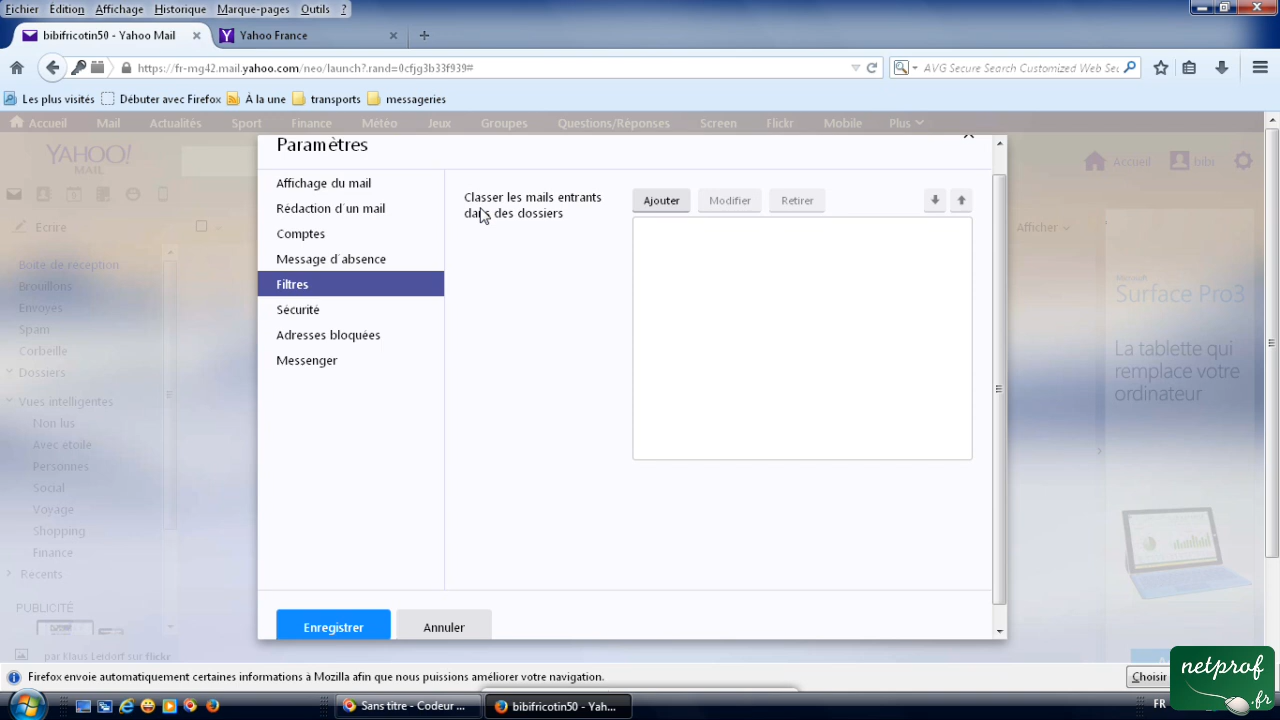 Fichier Édition Affichage Historique Marque-pages Outils ?
bibifricotin50 - Yahoo Mail
Yahoo France
https://fr-mg42.mail.yahoo.com/neo/launch?.rand=0cfjg3b33f939#
AVG Secure Search Customized Web Sec
Les plus visités Débuter avec Firefox À la une transports messageries
Accueil Mail Actualités Sport Finance Météo Jeux Groupes Questions/Réponses Screen Flickr Mobile Plus
YAHOO!
MAIL
Accueil bibi
Paramètres
Affichage du mail
Rédaction d'un mail
Comptes
Message d'absence
Filtres
Sécurité
Adresses bloquées
Messenger
Classer les mails entrants
dans des dossiers
Ajouter Modifier Retirer
Enregistrer Annuler
Ecrire
Afficher
Boîte de réception
Brouillons
Envoyés
Spam
Corbeille
Dossiers
Vues intelligentes
Non lus
Avec étoile
Personnes
Social
Voyage
Shopping
Finance
Récents
PUBLICITÉ
par Klaus Leidorf sur flickr
Microsoft
Surface Pro3
La tablette qui
remplace votre
ordinateur
Firefox envoie automatiquement certaines informations à Mozilla afin que nous puissions améliorer votre navigation.
Choisir
Sans titre - Codeur ...
bibifricotin50 - Yah...
FR
netprof
.fr